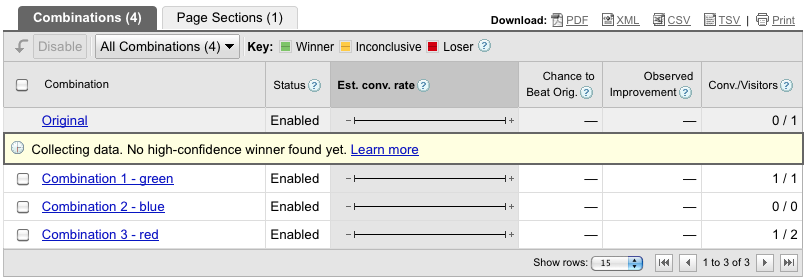 Combinations (4) Page Sections (1) Download: PDF XML CSV TSV | Print
Disable All Combinations (4) Key: Winner Inconclusive Loser ?
Combination Status ? Est. conv. rate ? Chance to Beat Orig. ? Observed Improvement ? Conv./Visitors ?
Original Enabled – + — — 0 / 1
Collecting data. No high-confidence winner found yet. Learn more
Combination 1 - green Enabled – + — — 1 / 1
Combination 2 - blue Enabled – + — — 0 / 0
Combination 3 - red Enabled – + — — 1 / 2
Show rows: 15 1 to 3 of 3